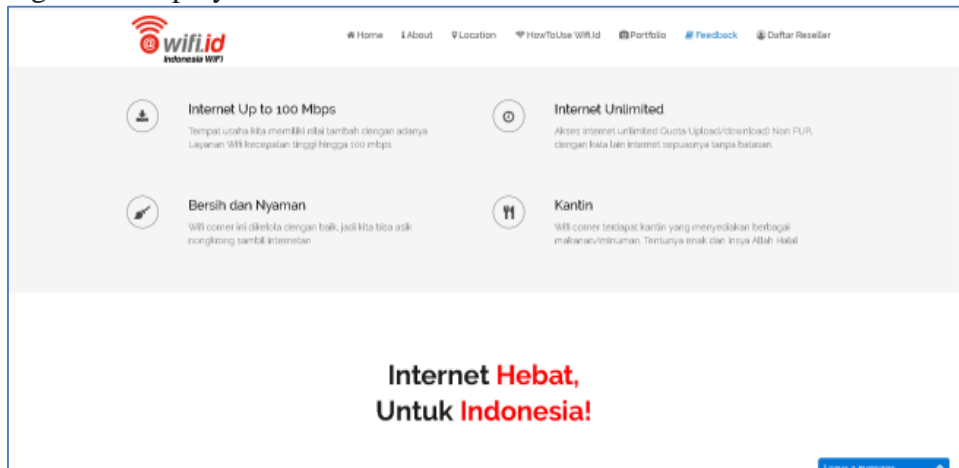 @ wifi.id
Indonesia WiFi
Home About Location HowToUse Wifi.Id Portfolio Feedback Daftar Reseller
Internet Up to 100 Mbps
Tempat usaha kita memiliki nilai tambah dengan adanya
Layanan Wifi kecepatan tinggi hingga 100 mbps
Internet Unlimited
Akses internet unlimited Quota Upload/download) Non FUP,
dengan kata lain internet sepuasnya tanpa batasan.
Bersih dan Nyaman
Wifi corner ini dikelola dengan baik, jadi kita bisa asik
nongkrong sambil internetan
Kantin
Wifi corner terdapat kantin yang menyediakan berbagai
makanan/minuman. Tentunya enak dan Insya Allah Halal
Internet Hebat,
Untuk Indonesia!